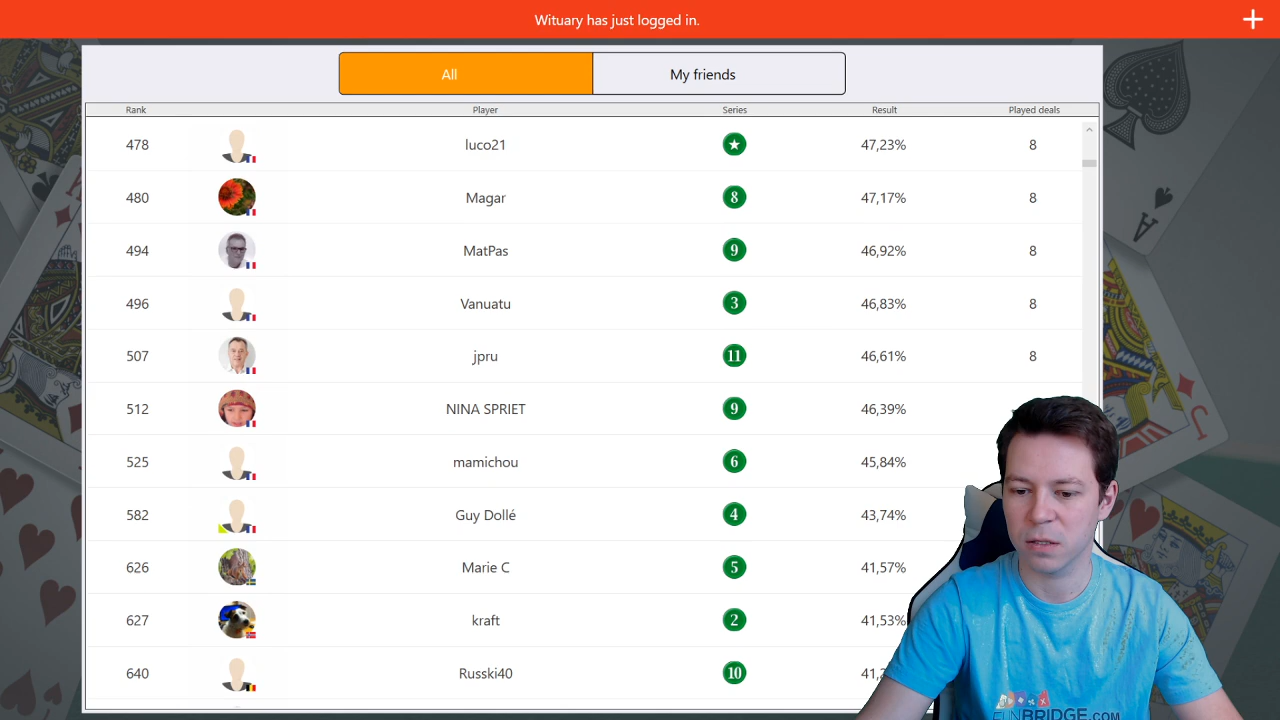 Wituary has just logged in.
All My friends
Rank Player Series Result Played deals
478 luco21 47,23% 8
480 Magar 8 47,17% 8
494 MatPas 9 46,92% 8
496 Vanuatu 3 46,83% 8
507 jpru 11 46,61% 8
512 NINA SPRIET 9 46,39%
525 mamichou 6 45,84%
582 Guy Dollé 4 43,74%
626 Marie C 5 41,57%
627 kraft 2 41,53%
640 Russki40 10
A
J
FUNBRIDGE.COM